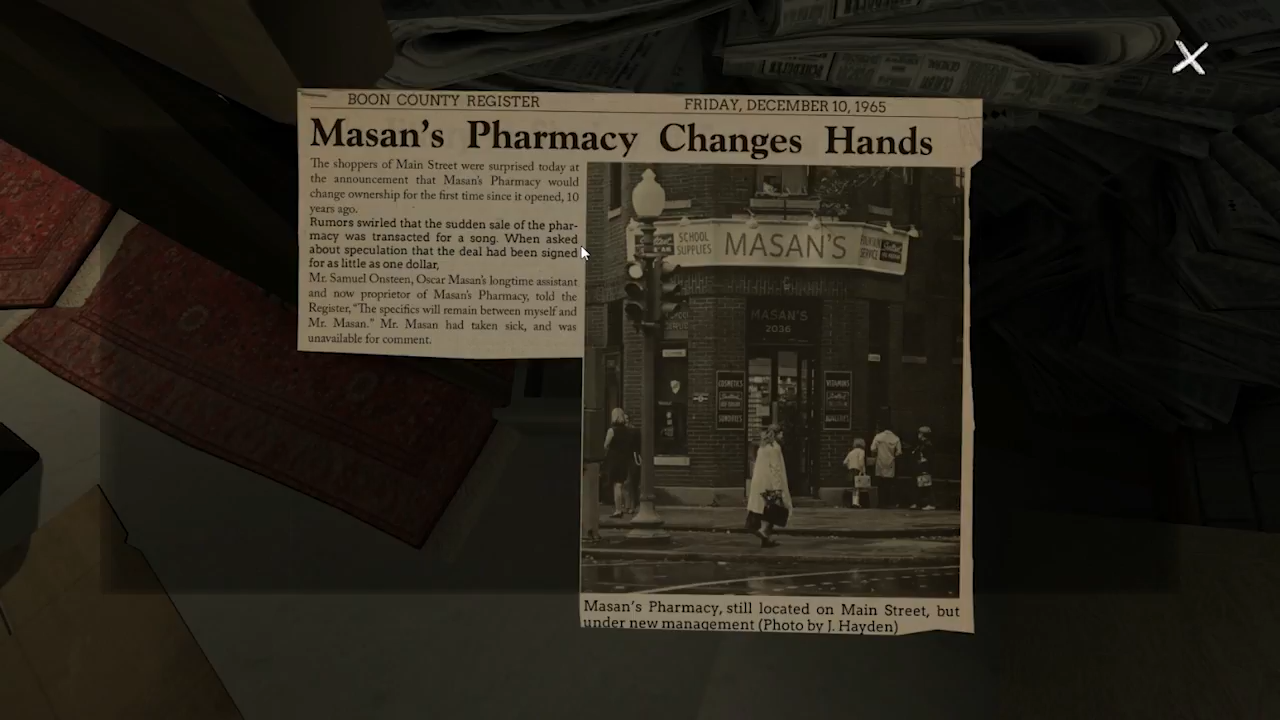 BOON COUNTY REGISTER
FRIDAY, DECEMBER 10, 1965
Masan's Pharmacy Changes Hands
The shoppers of Main Street were surprised today at
the announcement that Masan's Pharmacy would
change ownership for the first time since it opened, 10
years ago.
Rumors swirled that the sudden sale of the phar-
macy was transacted for a song. When asked
about speculation that the deal had been signed
for as little as one dollar,
Mr. Samuel Onsteen, Oscar Masan's longtime assistant
and now proprietor of Masan's Pharmacy, told the
Register, "The specifics will remain between myself and
Mr. Masan." Mr. Masan had taken sick, and was
unavailable for comment.
SCHOOL
SUPPLIES
MASAN'S
MASAN'S
2036
COSMETICS
SUNDRIES
VITAMINS
Masan's Pharmacy, still located on Main Street, but
under new management (Photo by J. Hayden)